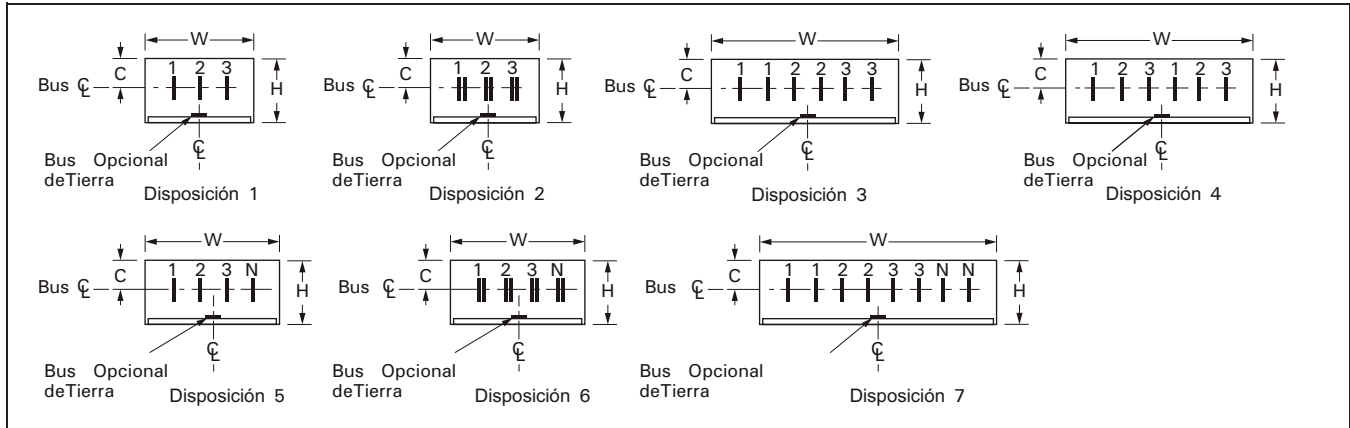 W
C
1 2 3
Bus ℄
H
Bus Opcional
deTierra
℄
Disposición 1
W
C
1 2 3
Bus ℄
H
Bus Opcional
deTierra
℄
Disposición 2
W
C
1 1 2 2 3 3
Bus ℄
H
Bus Opcional
deTierra
℄
Disposición 3
W
C
1 2 3 1 2 3
Bus ℄
H
Bus Opcional
deTierra
℄
Disposición 4
W
C
1 2 3 N
Bus ℄
H
Bus Opcional
deTierra
℄
Disposición 5
W
C
1 2 3 N
Bus ℄
H
Bus Opcional
deTierra
℄
Disposición 6
W
C
1 1 2 2 3 3 N N
Bus ℄
H
Bus Opcional
deTierra
℄
Disposición 7